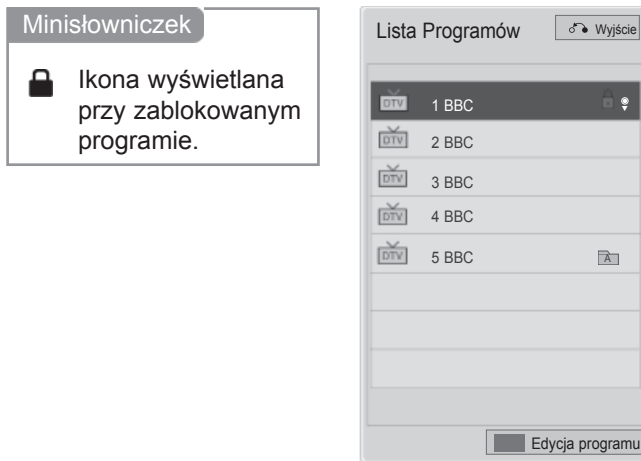 Minisłowniczek
Ikona wyświetlana
przy zablokowanym
programie.
Lista Programów
Wyjście
DTV 1 BBC
DTV 2 BBC
DTV 3 BBC
DTV 4 BBC
DTV 5 BBC A
Edycja programu